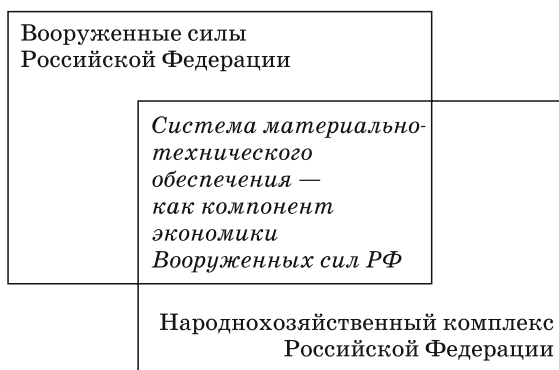 Вооруженные силы
Российской Федерации
Система материально-
технического
обеспечения —
как компонент
экономики
Вооруженных сил РФ
Народнохозяйственный комплекс
Российской Федерации